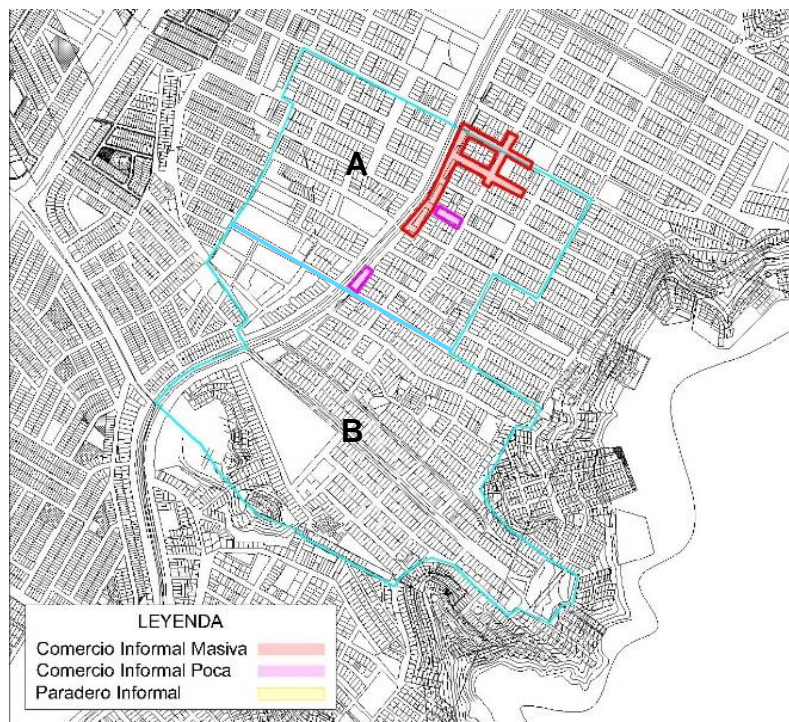 A
B
LEYENDA
Comercio Informal Masiva
Comercio Informal Poca
Paradero Informal